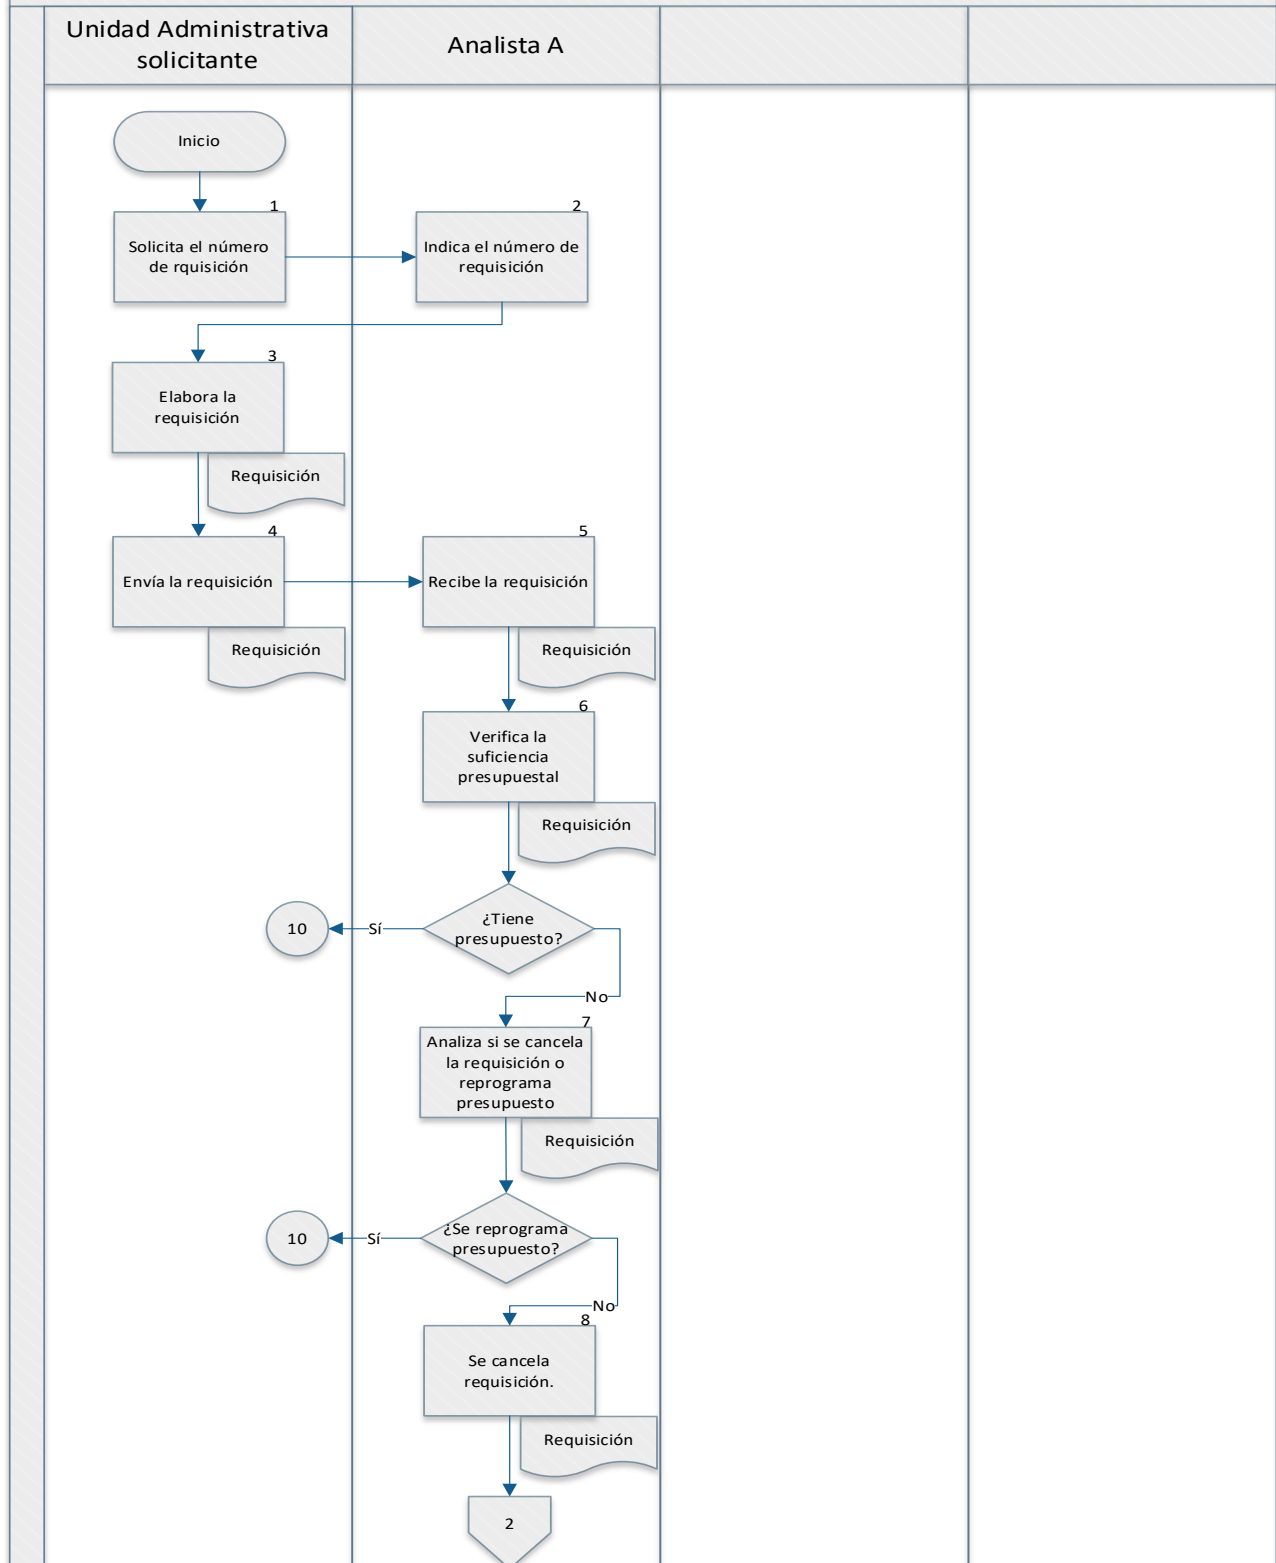 Unidad Administrativa
solicitante
Analista A
Inicio
1
Solicita el número
de rquisición
2
Indica el número de
requisición
3
Elabora la
requisición
Requisición
4
Envía la requisición
Requisición
5
Recibe la requisición
Requisición
6
Verifica la
suficiencia
presupuestal
Requisición
¿Tiene
presupuesto?
Sí
10
No
7
Analiza si se cancela
la requisición o
reprograma
presupuesto
Requisición
¿Se reprograma
presupuesto?
Sí
10
No
8
Se cancela
requisición.
Requisición
2